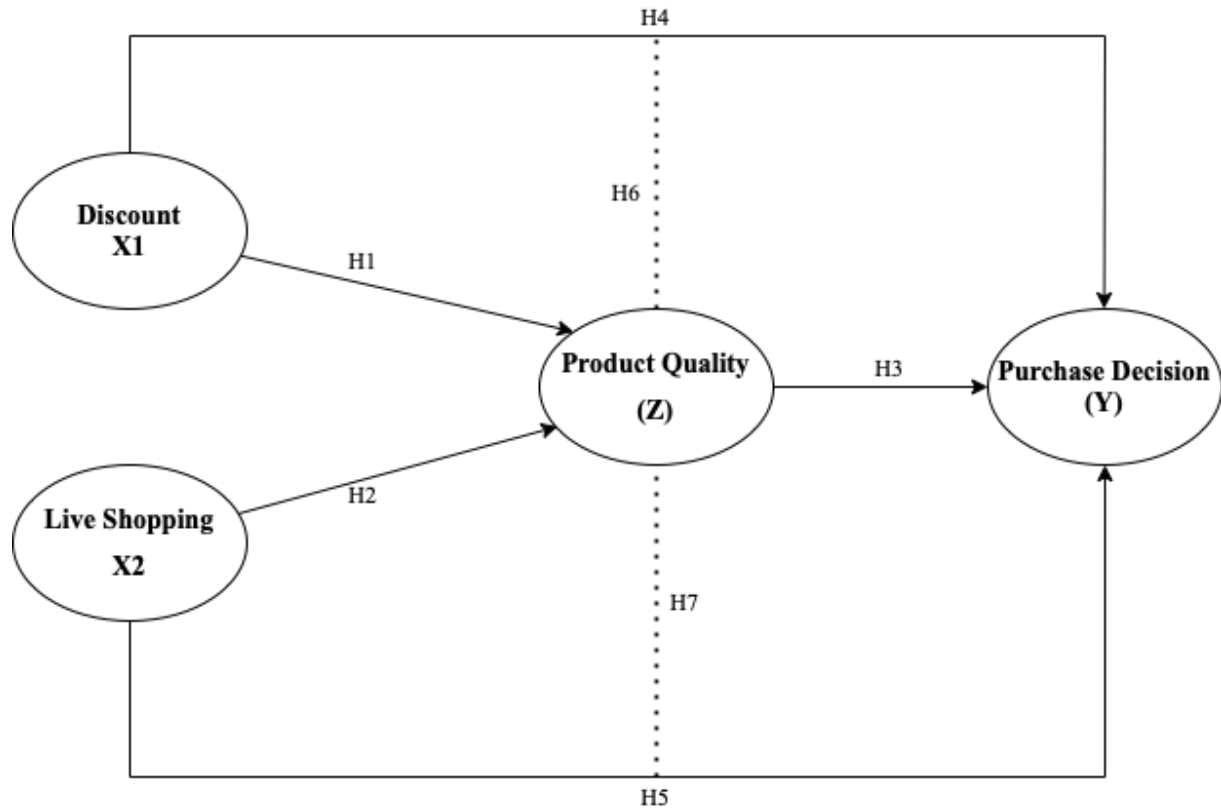 H4
Discount
X1
H6
H1
Product Quality
(Z)
H3
Purchase Decision
(Y)
H2
Live Shopping
X2
H7
H5